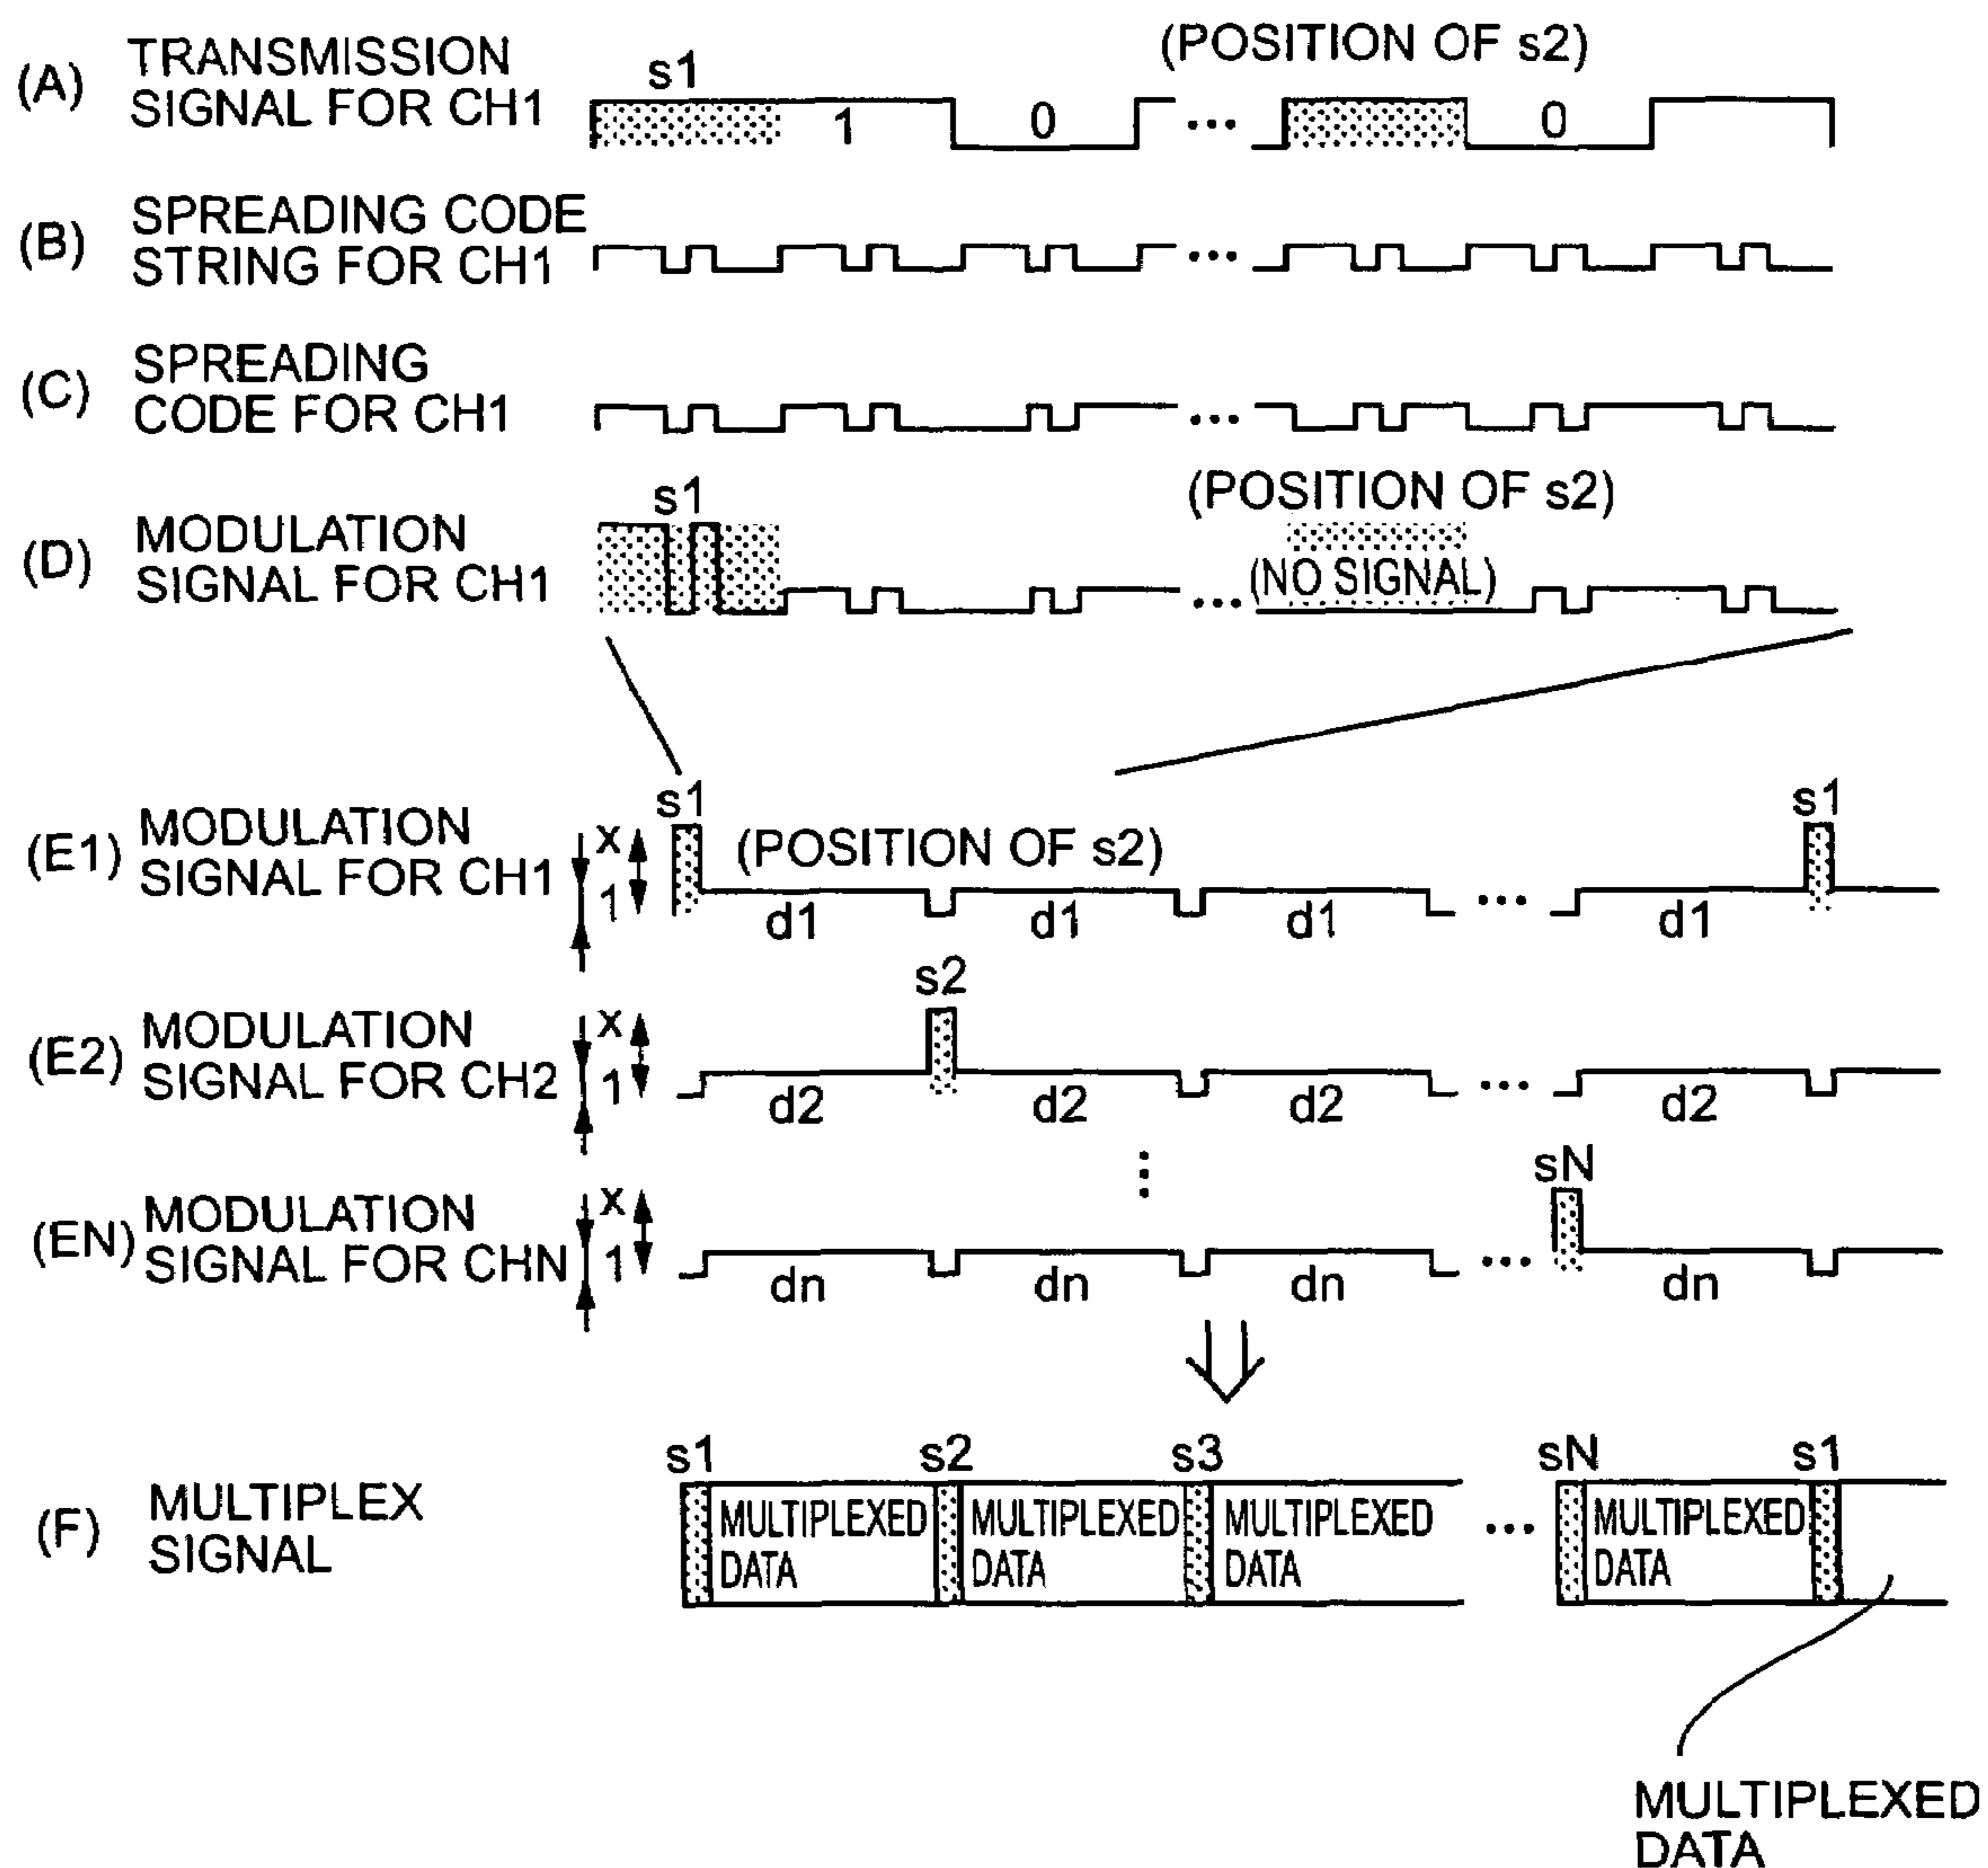 (A) TRANSMISSION
SIGNAL FOR CH1
s1
(POSITION OF s2)
1 0 ... 0
(B) SPREADING CODE
STRING FOR CH1
...
(C) SPREADING
CODE FOR CH1
...
(D) MODULATION
SIGNAL FOR CH1
s1
(POSITION OF s2)
(NO SIGNAL)
...
(E1) MODULATION
SIGNAL FOR CH1
x
1
s1
(POSITION OF s2)
s1
d1 d1 d1 ... d1
(E2) MODULATION
SIGNAL FOR CH2
x
1
s2
d2 d2 d2 ... d2
⋮
(EN) MODULATION
SIGNAL FOR CHN
x
1
sN
dn dn dn ... dn
(F) MULTIPLEX
SIGNAL
s1 s2 s3 sN s1
MULTIPLEXED
DATA
MULTIPLEXED
DATA
MULTIPLEXED
DATA
...
MULTIPLEXED
DATA
MULTIPLEXED
DATA